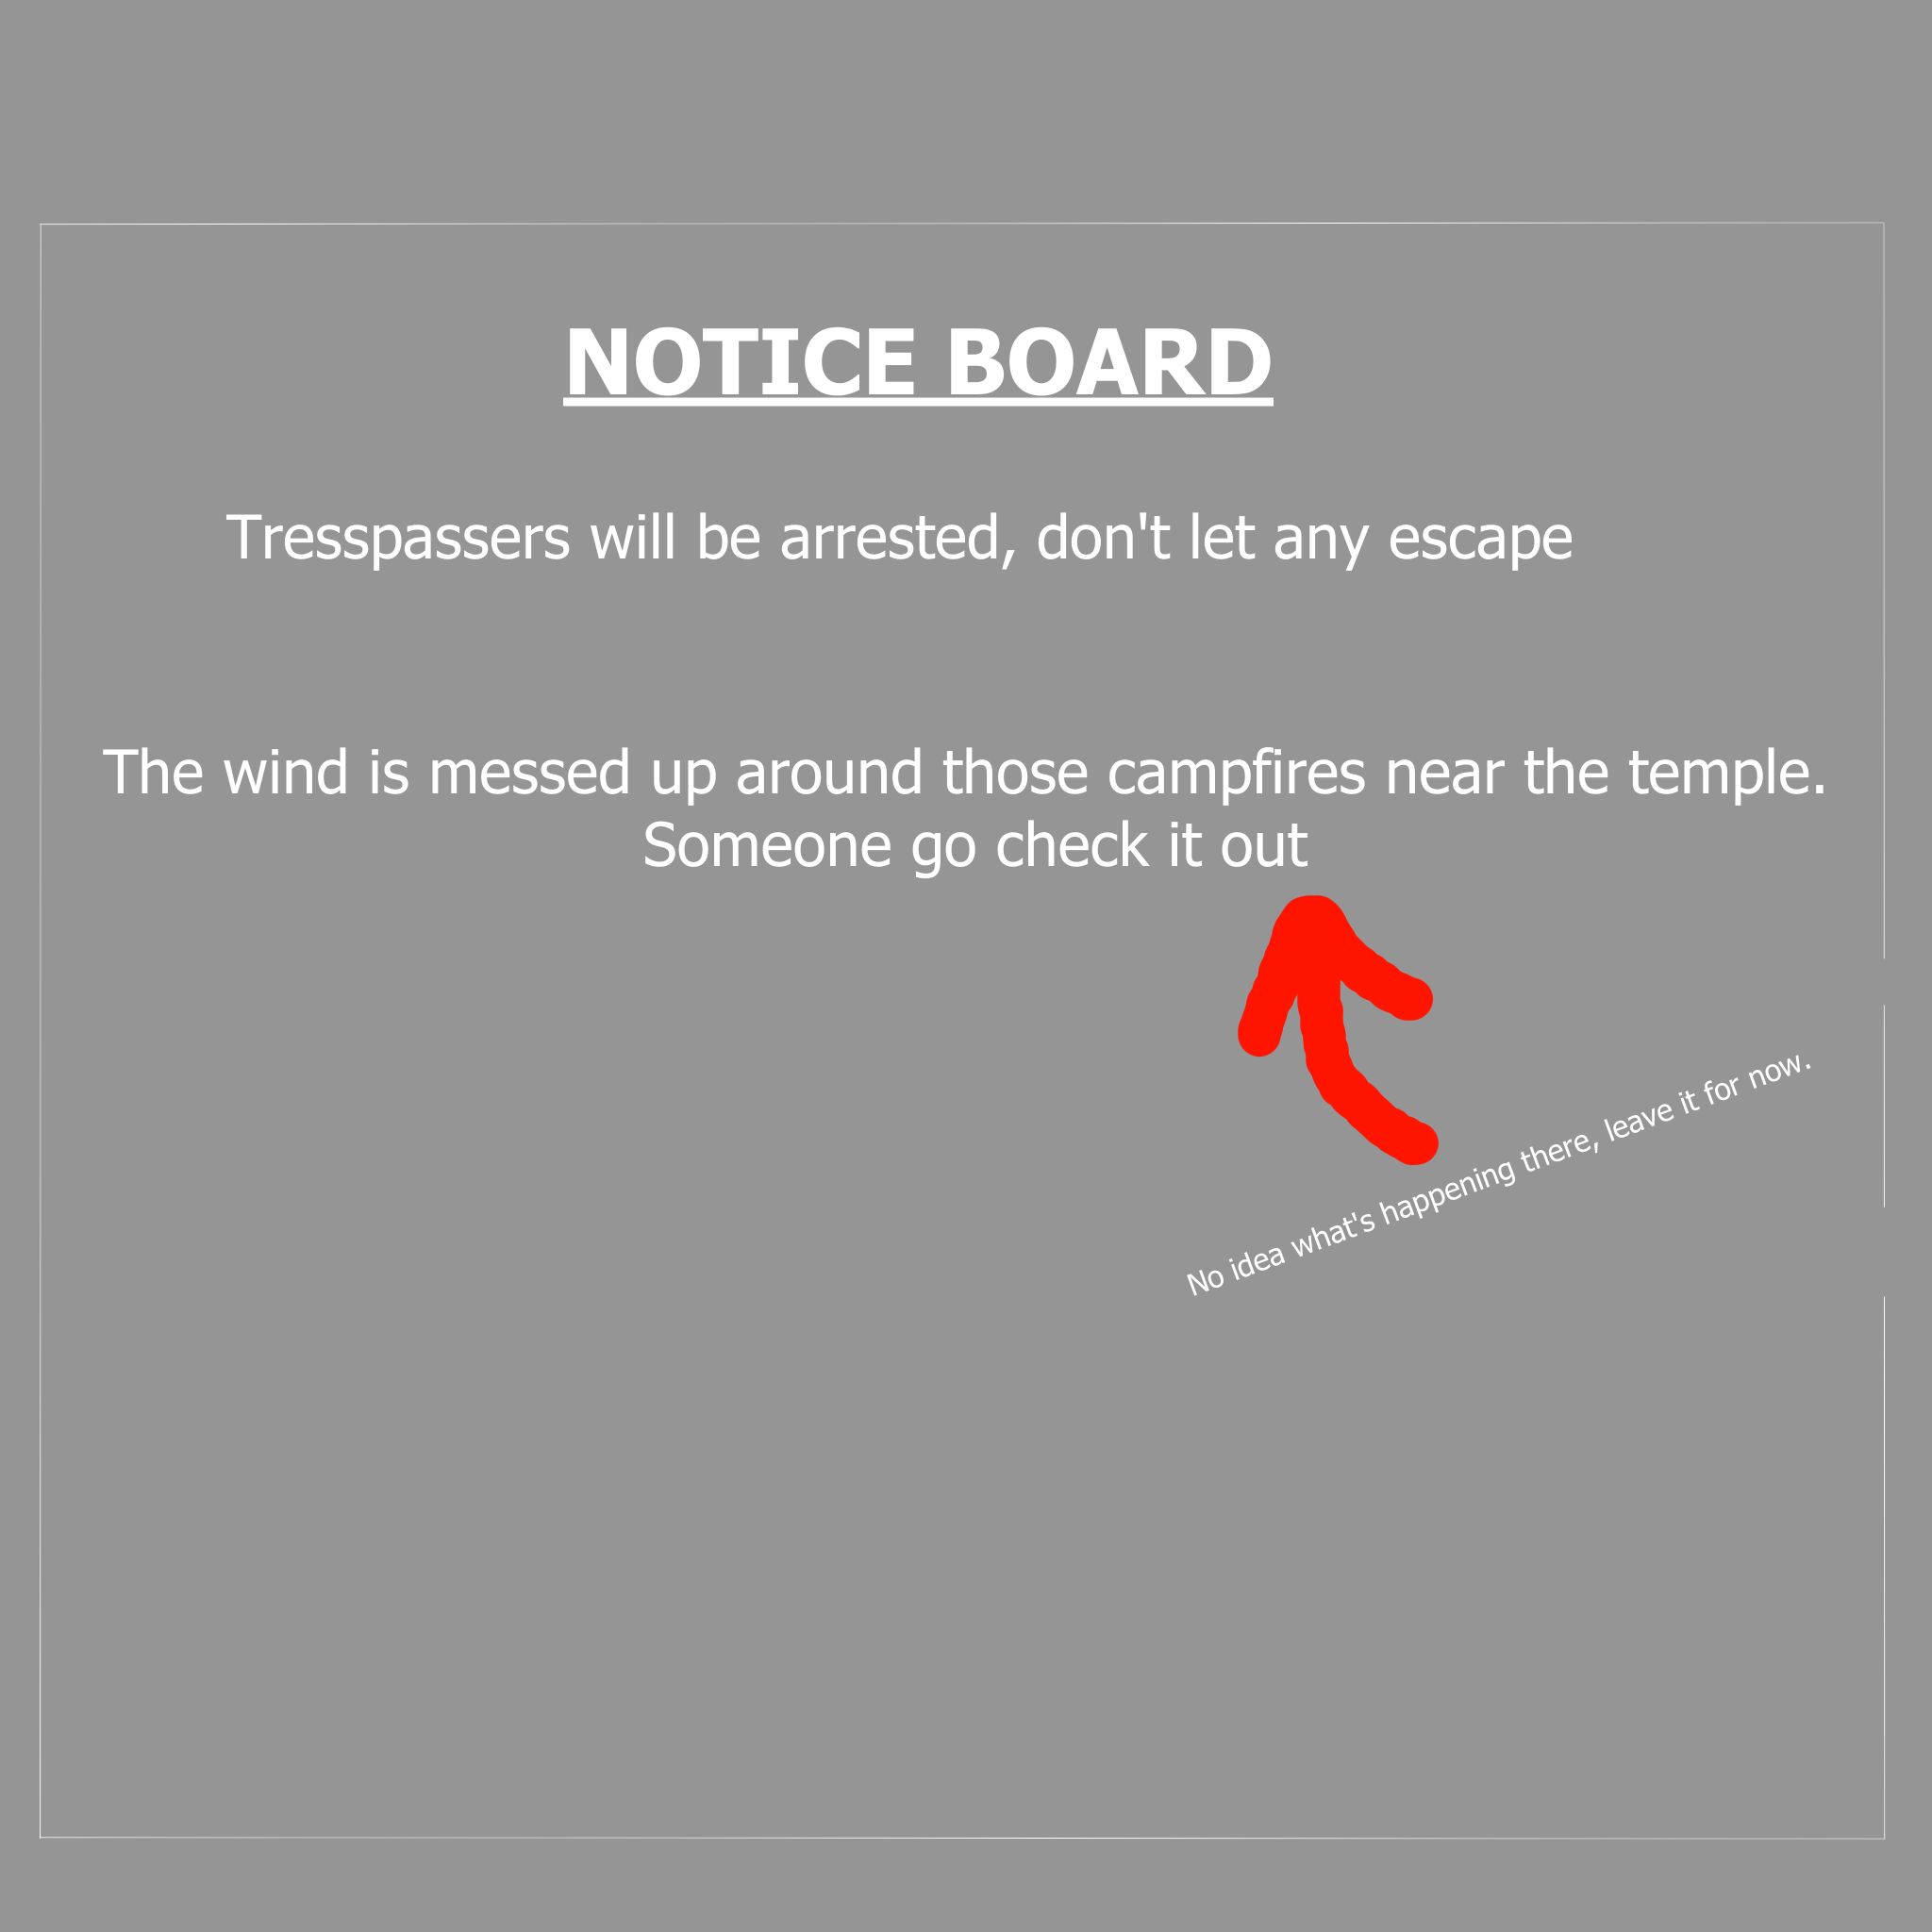 NOTICE BOARD
Tresspassers will be arrested, don't let any escape
The wind is messed up around those campfires near the temple.
Someone go check it out
No idea what's happening there, leave it for now.